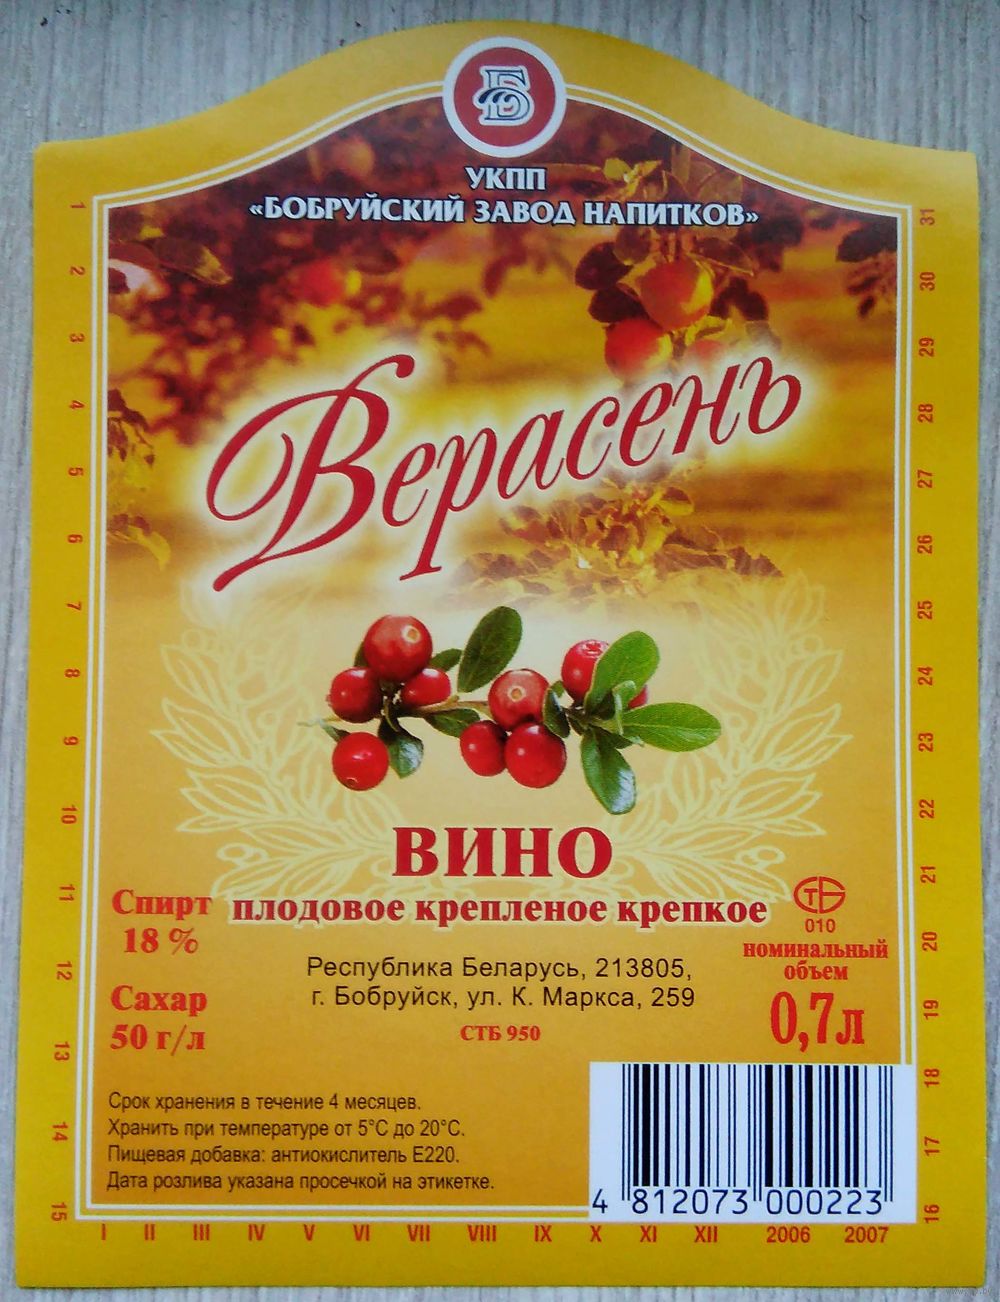 Б
УКПП
«БОБРУЙСКИЙ ЗАВОД НАПИТКОВ»
Верасень
ВИНО
плодовое крепленое крепкое
Спирт
18 %
Сахар
50 г/л
Республика Беларусь, 213805,
г. Бобруйск, ул. К. Маркса, 259
СТБ 950
СТБ
010
номинальный
объем
0,7л
Срок хранения в течение 4 месяцев.
Хранить при температуре от 5°С до 20°С.
Пищевая добавка: антиокислитель Е220.
Дата розлива указана просечкой на этикетке.
4 812073 000223
1
2
3
4
5
6
7
8
9
10
11
12
13
14
15
I II III IV V VI VII VIII IX X XI XII 2006 2007
31
30
29
28
27
26
25
24
23
22
21
20
19
18
17
16